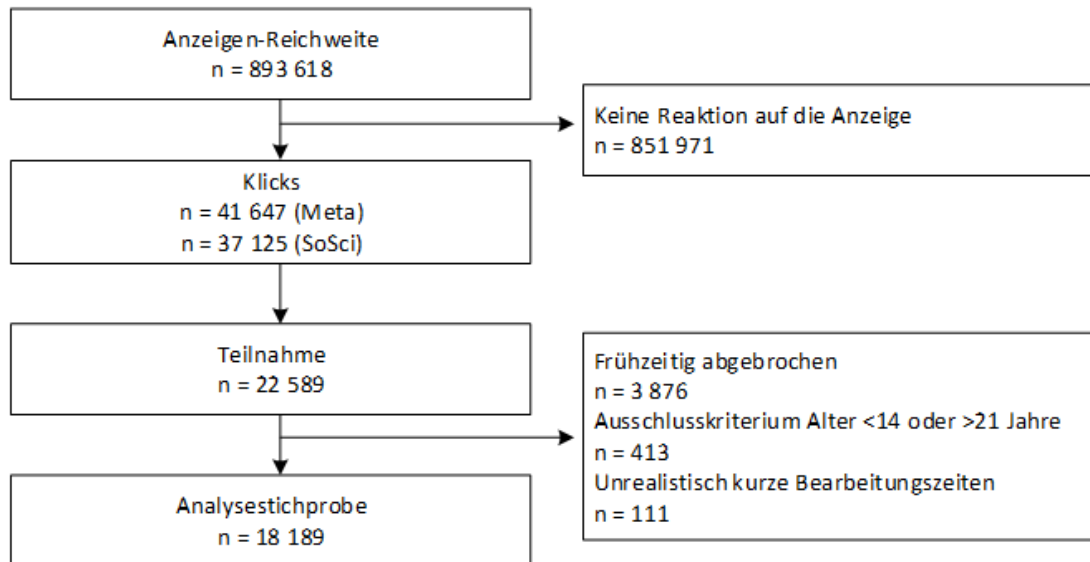 Anzeigen-Reichweite
n = 893 618
Keine Reaktion auf die Anzeige
n = 851 971
Klicks
n = 41 647 (Meta)
n = 37 125 (SoSci)
Teilnahme
n = 22 589
Frühzeitig abgebrochen
n = 3 876
Ausschlusskriterium Alter <14 oder >21 Jahre
n = 413
Unrealistisch kurze Bearbeitungszeiten
n = 111
Analysestichprobe
n = 18 189